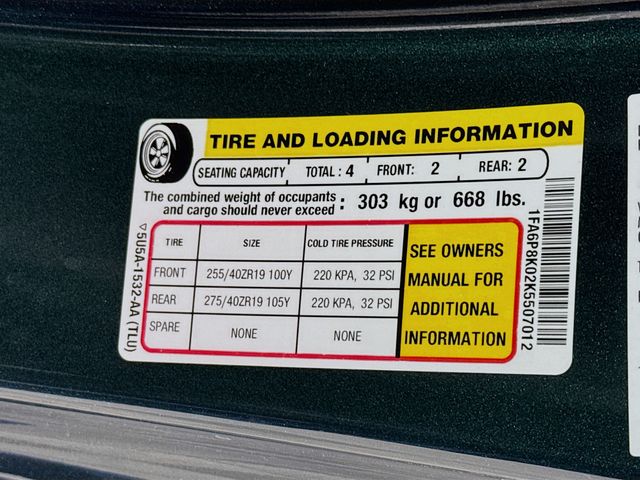 TIRE AND LOADING INFORMATION
SEATING CAPACITY TOTAL : 4 FRONT: 2 REAR: 2
The combined weight of occupants
and cargo should never exceed : 303 kg or 668 lbs.
TIRE SIZE COLD TIRE PRESSURE
FRONT 255/40ZR19 100Y 220 KPA, 32 PSI
REAR 275/40ZR19 105Y 220 KPA, 32 PSI
SPARE NONE NONE
SEE OWNERS
MANUAL FOR
ADDITIONAL
INFORMATION
▽5U5A-1532-AA (TLU)
1FA6P8K02K5507012